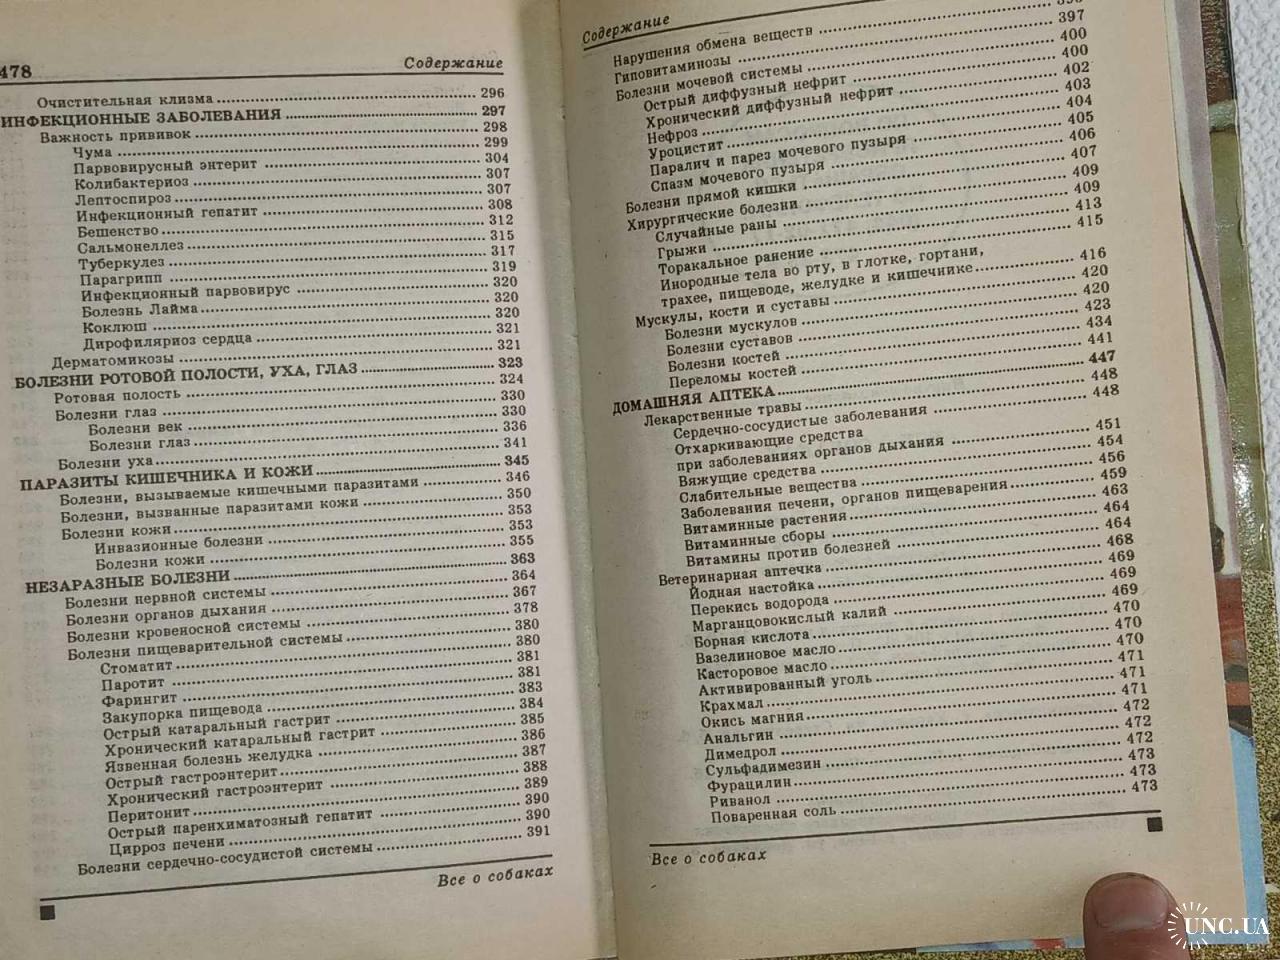 478 Содержание
Очистительная клизма ... 296
ИНФЕКЦИОННЫЕ ЗАБОЛЕВАНИЯ ... 297
Важность прививок ... 298
Чума ... 299
Парвовирусный энтерит ... 304
Колибактериоз ... 307
Лептоспироз ... 307
Инфекционный гепатит ... 308
Бешенство ... 312
Сальмонеллез ... 315
Туберкулез ... 317
Парагрипп ... 319
Инфекционный парвовирус ... 320
Болезнь Лайма ... 320
Коклюш ... 320
Дирофиляриоз сердца ... 321
Дерматомикозы ... 321
БОЛЕЗНИ РОТОВОЙ ПОЛОСТИ, УХА, ГЛАЗ ... 323
Ротовая полость ... 324
Болезни глаз ... 330
Болезни век ... 330
Болезни глаз ... 336
Болезни уха ... 341
ПАРАЗИТЫ КИШЕЧНИКА И КОЖИ ... 345
Болезни, вызываемые кишечными паразитами ... 346
Болезни, вызванные паразитами кожи ... 350
Болезни кожи ... 353
Инвазионные болезни ... 353
Болезни кожи ... 355
НЕЗАРАЗНЫЕ БОЛЕЗНИ ... 363
Болезни нервной системы ... 364
Болезни органов дыхания ... 367
Болезни кровеносной системы ... 378
Болезни пищеварительной системы ... 380
Стоматит ... 380
Паротит ... 381
Фарингит ... 381
Закупорка пищевода ... 383
Острый катаральный гастрит ... 384
Хронический катаральный гастрит ... 385
Язвенная болезнь желудка ... 386
Острый гастроэнтерит ... 387
Хронический гастроэнтерит ... 388
Перитонит ... 389
Острый паренхиматозный гепатит ... 390
Цирроз печени ... 390
Болезни сердечно-сосудистой системы ... 391
Все о собаках
Содержание
Нарушения обмена веществ ...
Гиповитаминозы ... 397
Болезни мочевой системы ... 400
Острый диффузный нефрит ... 400
Хронический диффузный нефрит ... 402
Нефроз ... 403
Уроцистит ... 404
Паралич и парез мочевого пузыря ... 405
Спазм мочевого пузыря ... 406
Болезни прямой кишки ... 407
Хирургические болезни ... 409
Случайные раны ... 409
Грыжи ... 413
Торакальное ранение ... 415
Инородные тела во рту, в глотке, гортани,
трахее, пищеводе, желудке и кишечнике ... 416
Мускулы, кости и суставы ... 420
Болезни мускулов ... 420
Болезни суставов ... 423
Болезни костей ... 434
Переломы костей ... 441
ДОМАШНЯЯ АПТЕКА ... 447
Лекарственные травы ... 448
Сердечно-сосудистые заболевания ... 448
Отхаркивающие средства
при заболеваниях органов дыхания ... 451
Вяжущие средства ... 454
Слабительные вещества ... 456
Заболевания печени, органов пищеварения ... 459
Витаминные растения ... 463
Витаминные сборы ... 464
Витамины против болезней ... 464
Ветеринарная аптечка ... 468
Йодная настойка ... 469
Перекись водорода ... 469
Марганцовокислый калий ... 469
Борная кислота ... 470
Вазелиновое масло ... 470
Касторовое масло ... 470
Активированный уголь ... 471
Крахмал ... 471
Окись магния ... 471
Анальгин ... 472
Димедрол ... 472
Сульфадимезин ... 472
Фурацилин ... 473
Риванол ... 473
Поваренная соль ... 473
Все о собаках
UNC.UA